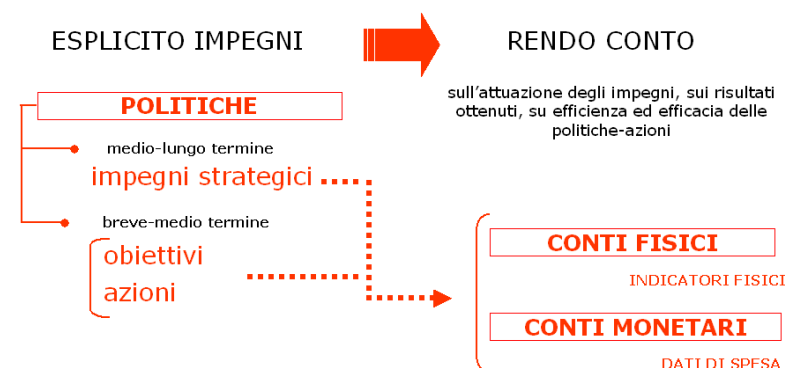 ESPLICITO IMPEGNI
RENDO CONTO
sull'attuazione degli impegni, sui risultati
ottenuti, su efficienza ed efficacia delle
politiche-azioni
POLITICHE
medio-lungo termine
impegni strategici
breve-medio termine
obiettivi
azioni
CONTI FISICI
INDICATORI FISICI
CONTI MONETARI
DATI DI SPESA